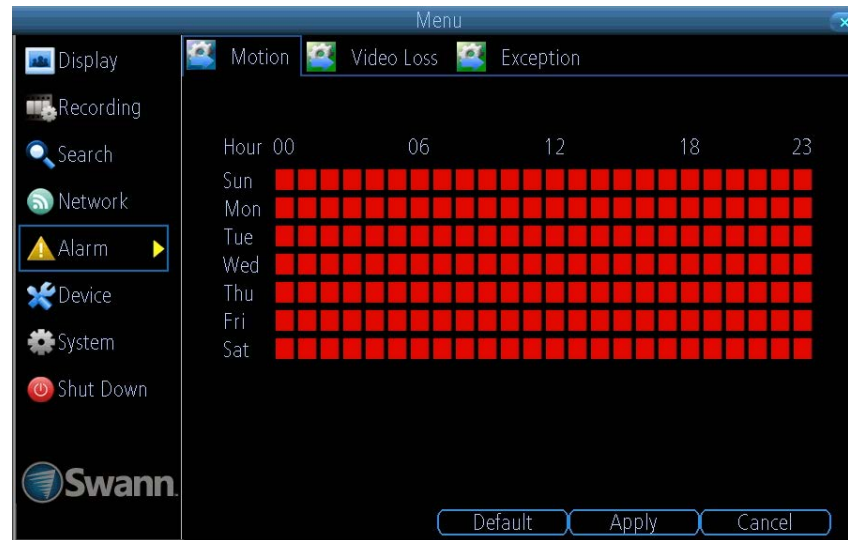 Menu
Display
Recording
Search
Network
Alarm
Device
System
Shut Down
Swann.
Motion Video Loss Exception
Hour 00 06 12 18 23
Sun
Mon
Tue
Wed
Thu
Fri
Sat
Default Apply Cancel